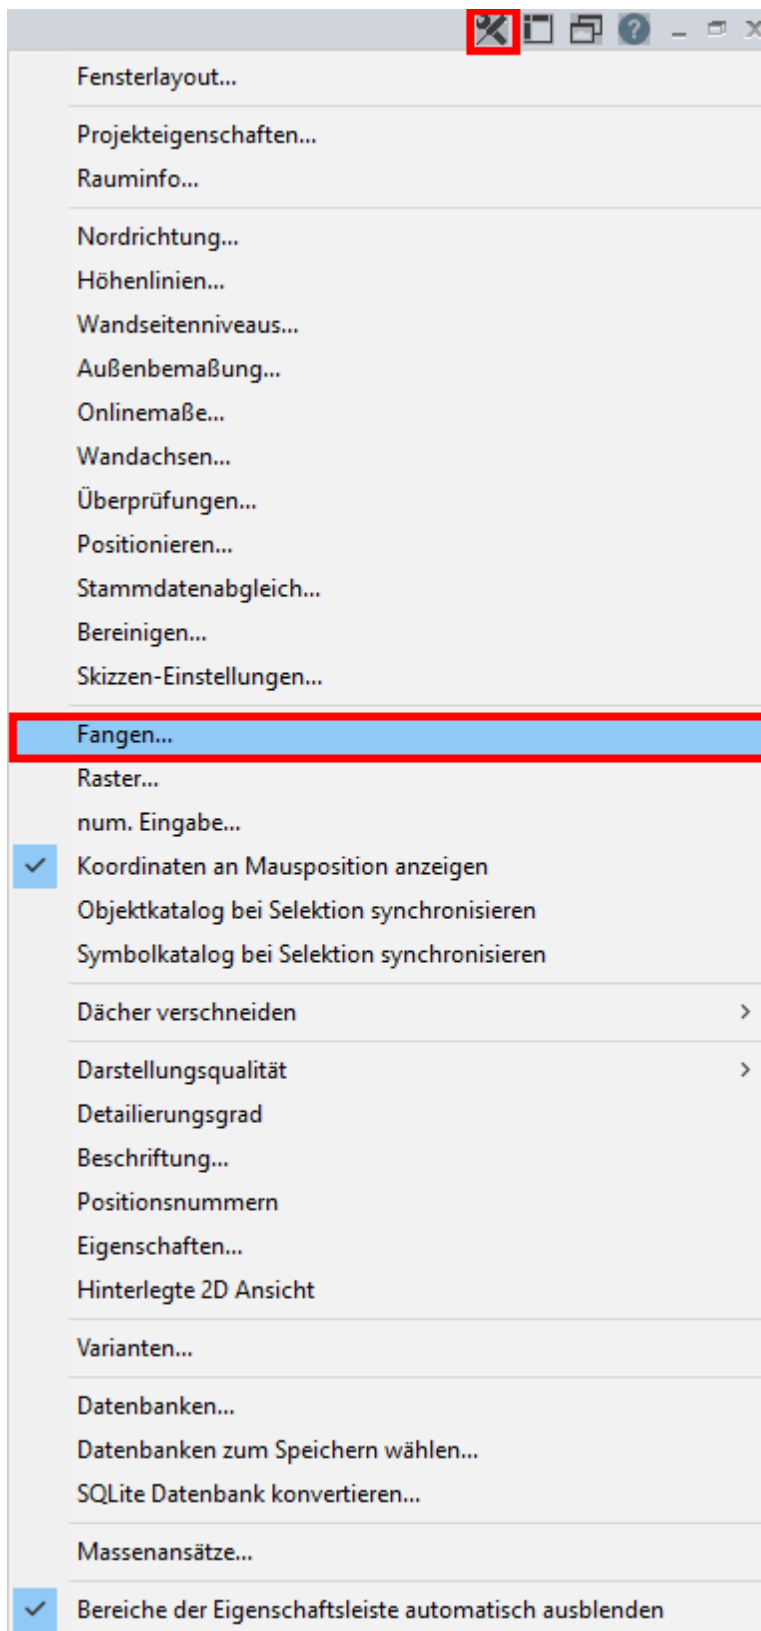 Fensterlayout...
Projekteigenschaften...
Rauminfo...
Nordrichtung...
Höhenlinien...
Wandseitenniveaus...
Außenbemaßung...
Onlinemaße...
Wandachsen...
Überprüfungen...
Positionieren...
Stammdatenabgleich...
Bereinigen...
Skizzen-Einstellungen...
Fangen...
Raster...
num. Eingabe...
Koordinaten an Mausposition anzeigen
Objektkatalog bei Selektion synchronisieren
Symbolkatalog bei Selektion synchronisieren
Dächer verschneiden
Darstellungsqualität
Detailierungsgrad
Beschriftung...
Positionsnummern
Eigenschaften...
Hinterlegte 2D Ansicht
Varianten...
Datenbanken...
Datenbanken zum Speichern wählen...
SQLite Datenbank konvertieren...
Massenansätze...
Bereiche der Eigenschaftsleiste automatisch ausblenden